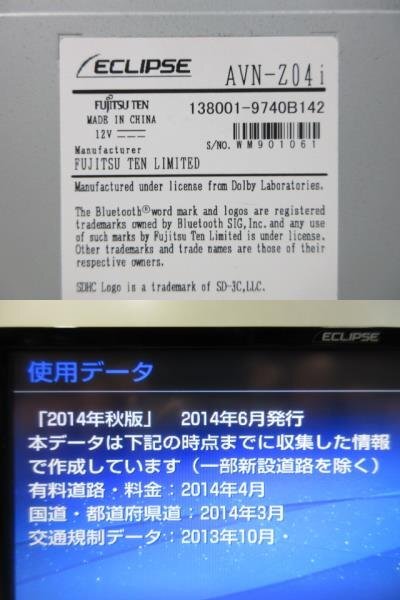 ECLIPSE AVN-Z04i
FUJITSU TEN 138001-9740B142
MADE IN CHINA
12V
S/NO. WM901061
Manufacturer
FUJITSU TEN LIMITED
Manufactured under license from Dolby Laboratories.
The Bluetooth® word mark and logos are registered
trademarks owned by Bluetooth SIG, Inc. and any use
of such marks by Fujitsu Ten Limited is under license.
Other trademarks and trade names are those of their
respective owners.
SDHC Logo is a trademark of SD-3C,LLC.
ECLIPSE
使用データ
「2014年秋版」 2014年6月発行
本データは下記の時点までに収集した情報
で作成しています(一部新設道路を除く)
有料道路・料金:2014年4月
国道・都道府県道:2014年3月
交通規制データ:2013年10月・